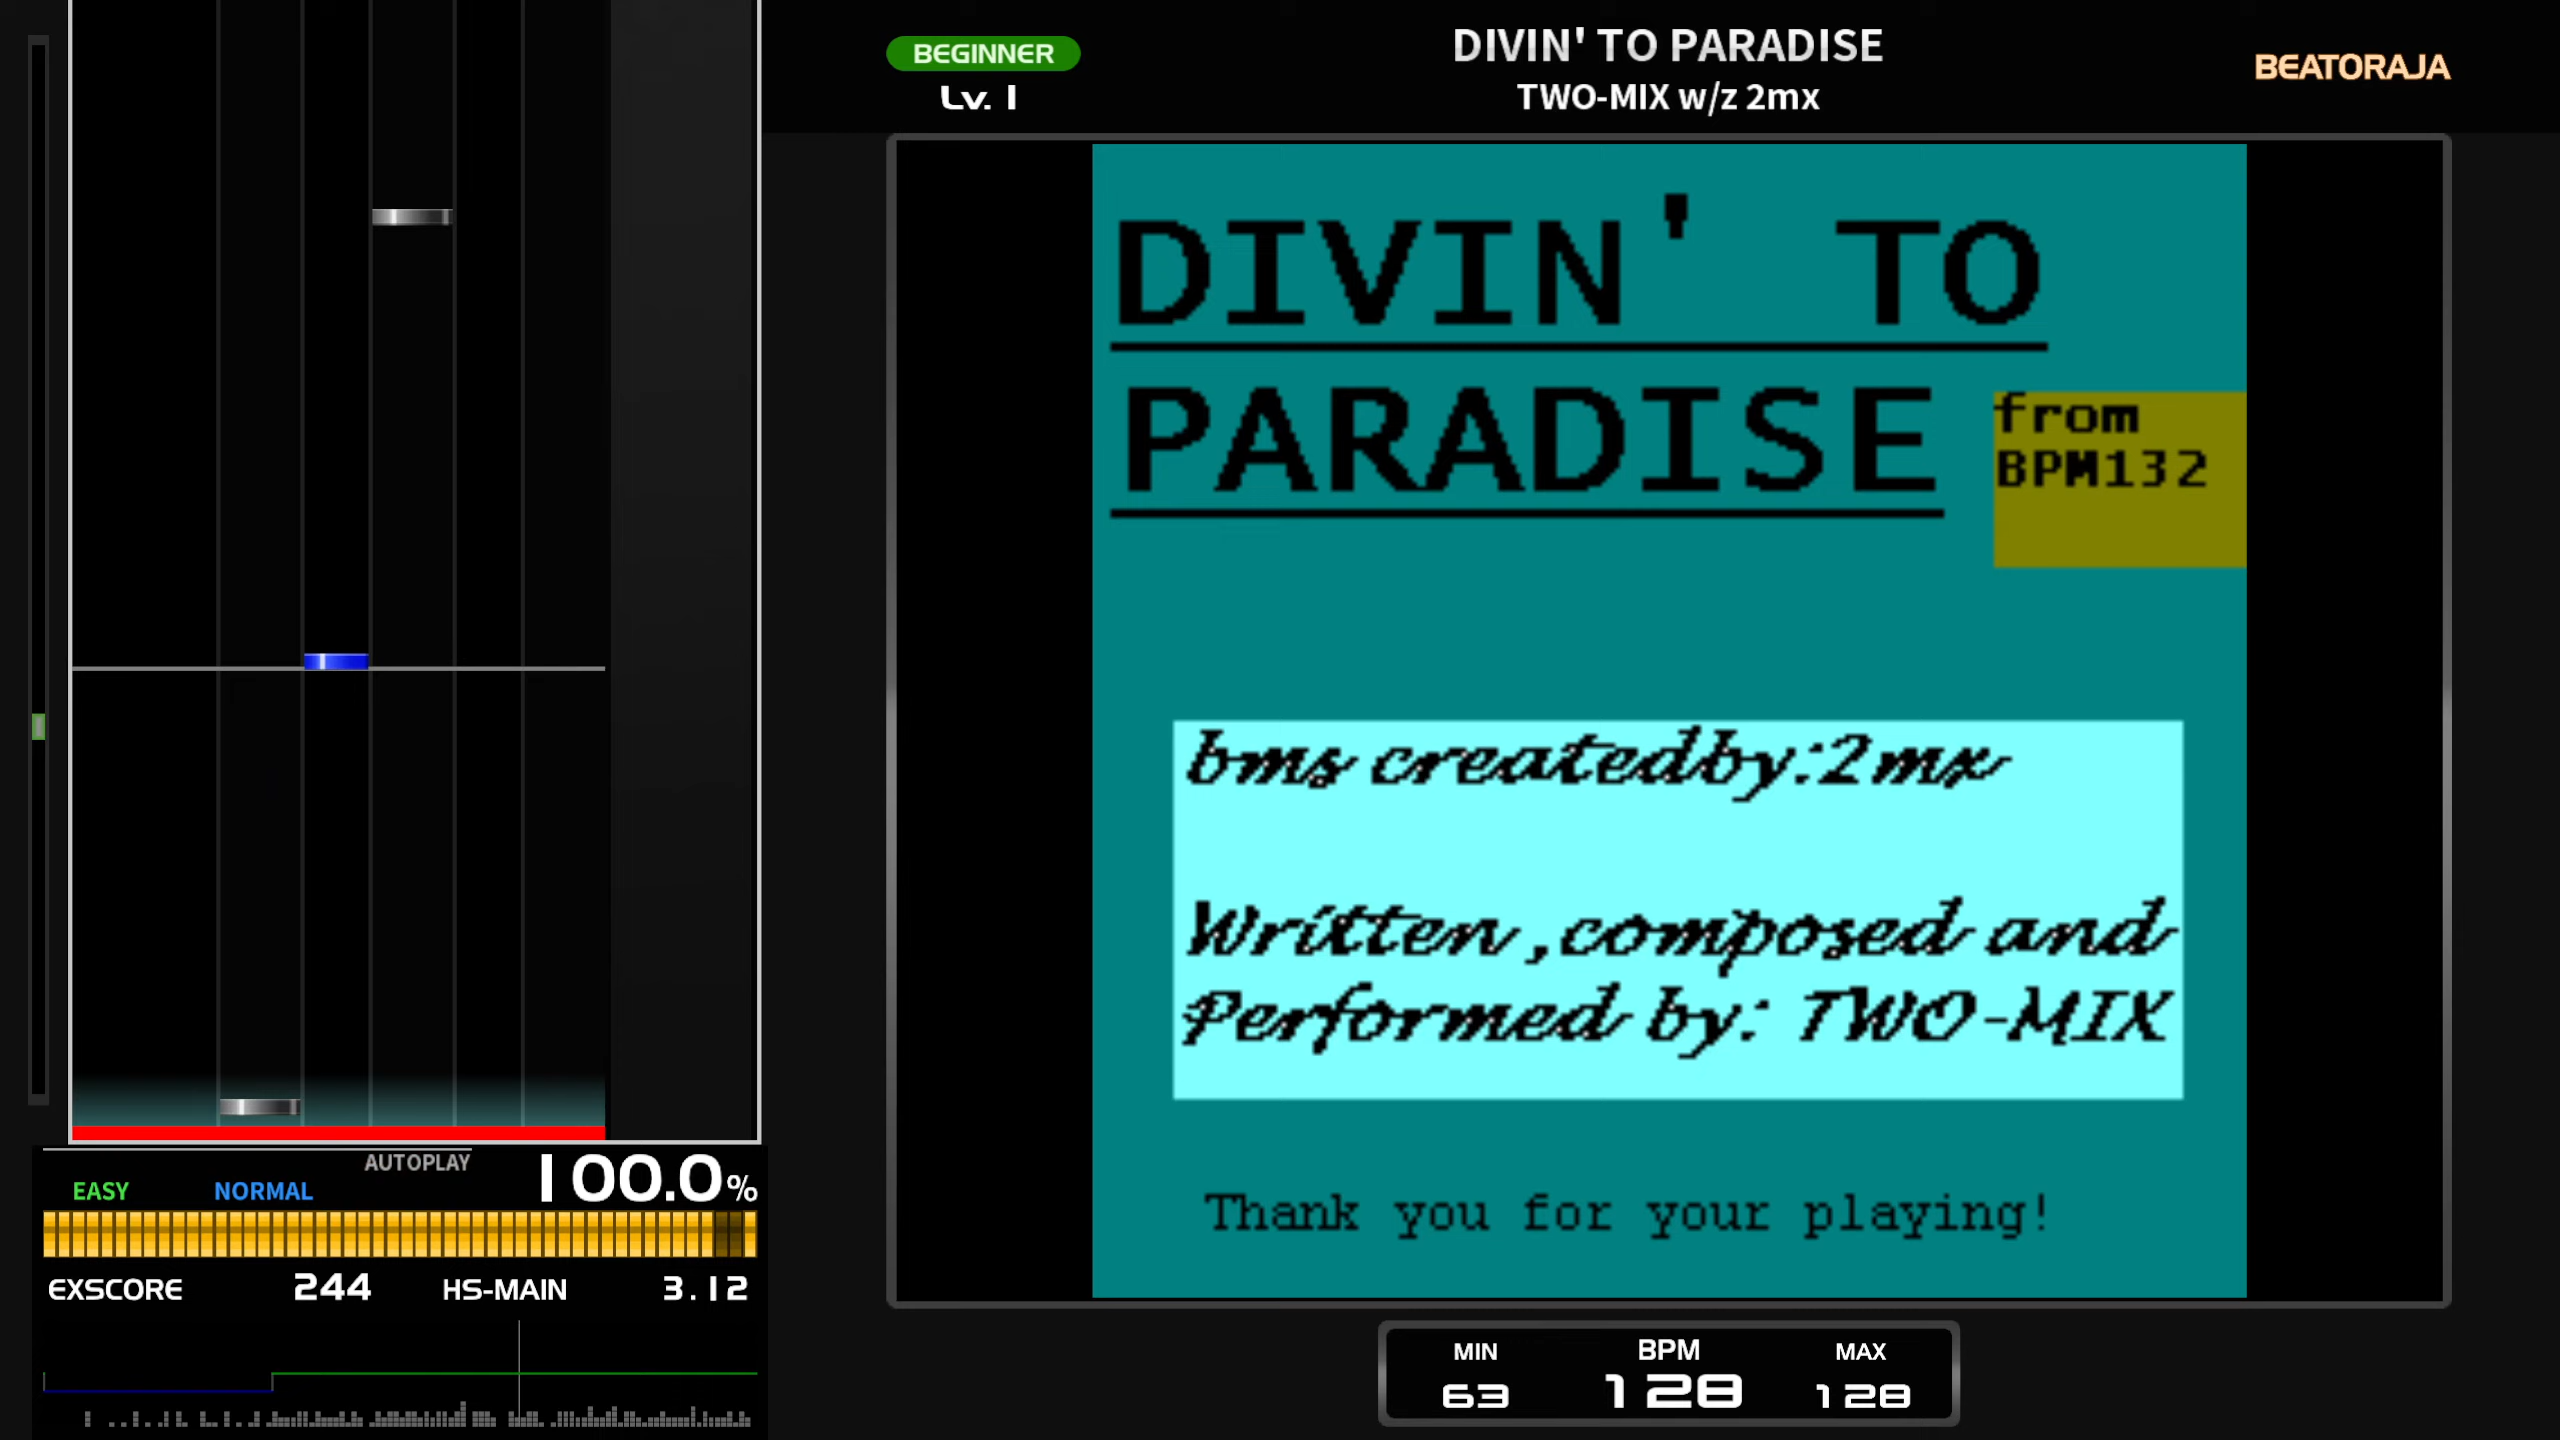 BEGINNER
Lv. 1
DIVIN' TO PARADISE
TWO-MIX w/z 2mx
BEATORAJA
DIVIN' TO
PARADISE
from
BPM132
bms createdby:2mx
Written ,composed and
Performed by: TWO-MIX
Thank you for your playing!
AUTOPLAY
EASY NORMAL 100.0%
EXSCORE 244 HS-MAIN 3.12
MIN BPM MAX
63 128 128